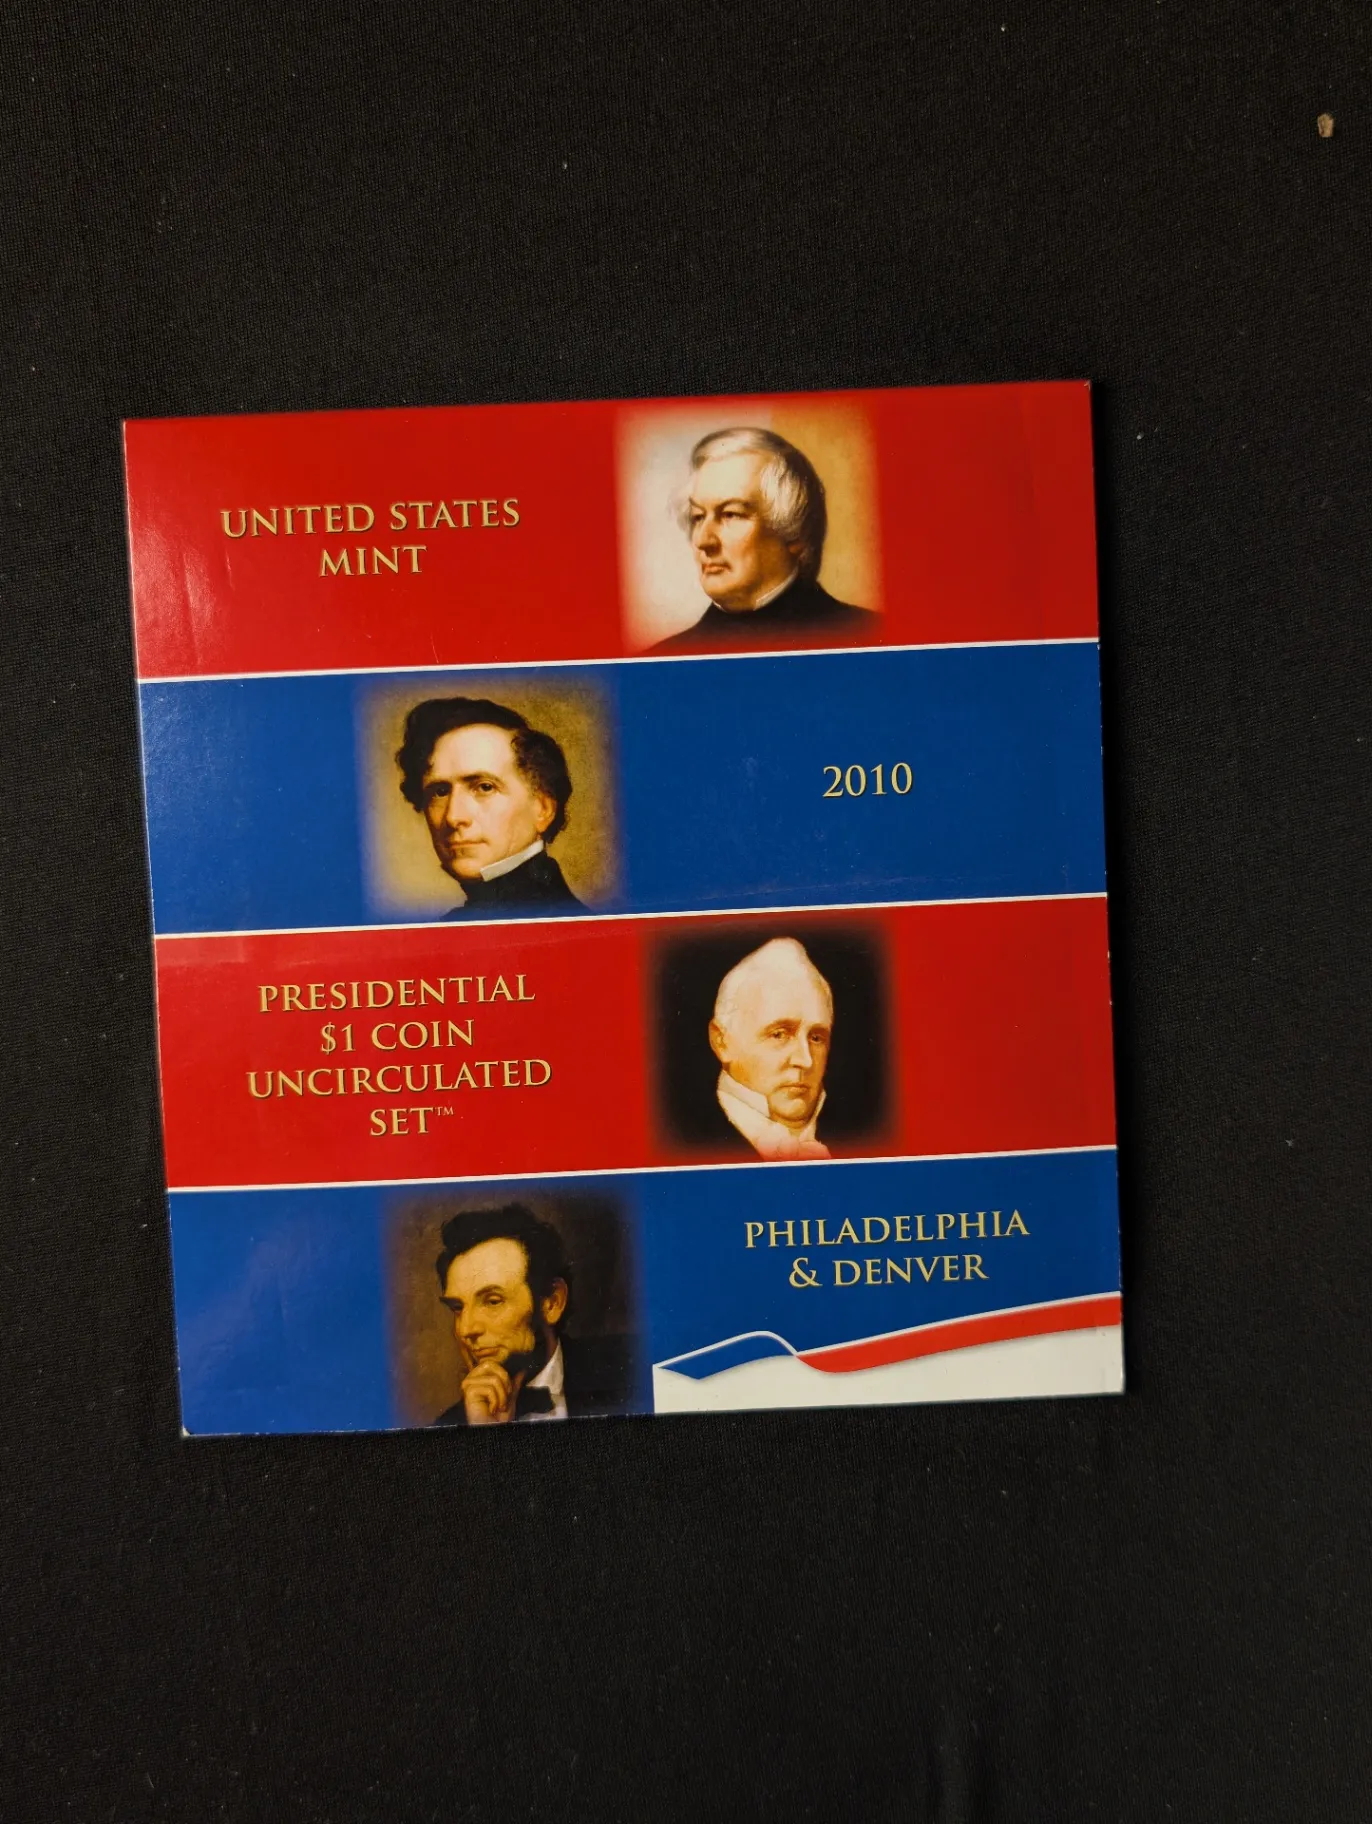 UNITED STATES
MINT
2010
PRESIDENTIAL
$1 COIN
UNCIRCULATED
SET™
PHILADELPHIA
& DENVER